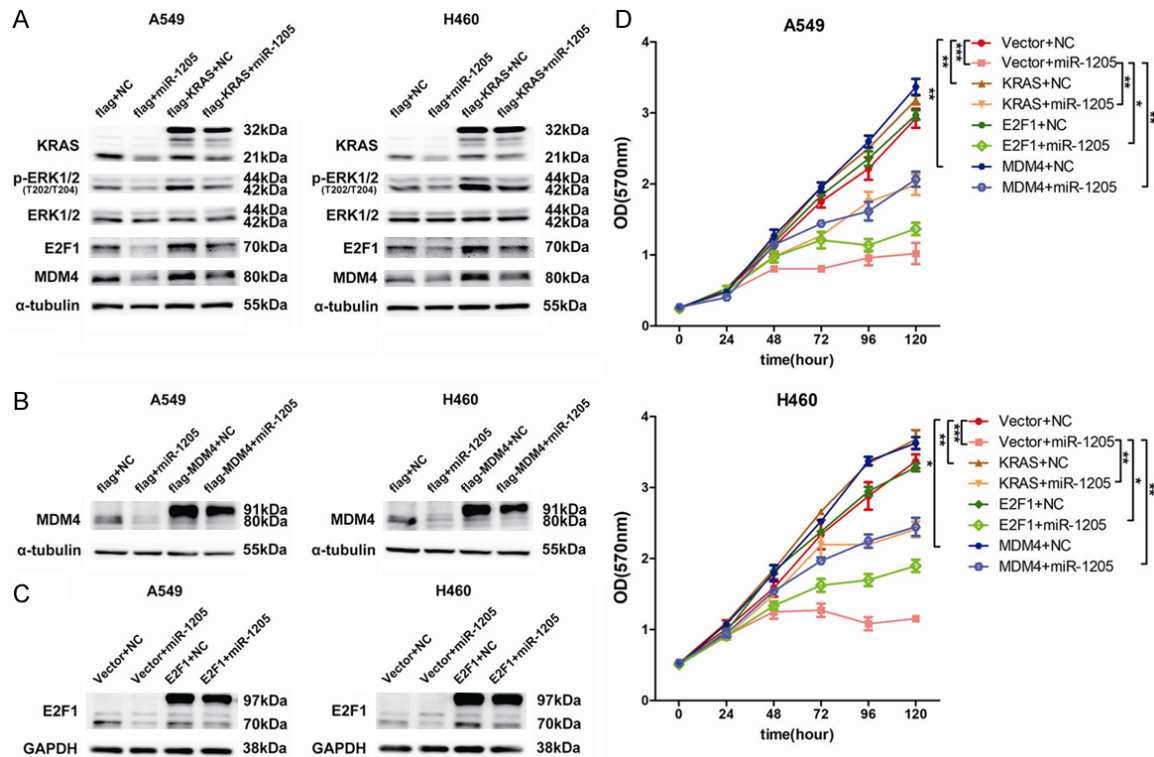 A
A549
H460
flag+NC
flag+miR-1205
flag-KRAS+NC
flag-KRAS+miR-1205
flag+NC
flag+miR-1205
flag-KRAS+NC
flag-KRAS+miR-1205
KRAS 32kDa
21kDa
KRAS 32kDa
21kDa
p-ERK1/2 44kDa
(T202/T204) 42kDa
p-ERK1/2 44kDa
(T202/T204) 42kDa
ERK1/2 44kDa
42kDa
ERK1/2 44kDa
42kDa
E2F1 70kDa
E2F1 70kDa
MDM4 80kDa
MDM4 80kDa
α-tubulin 55kDa
α-tubulin 55kDa
B
A549
H460
flag+NC
flag+miR-1205
flag-MDM4+NC
flag-MDM4+miR-1205
flag+NC
flag+miR-1205
flag-MDM4+NC
flag-MDM4+miR-1205
MDM4 91kDa
80kDa
MDM4 91kDa
80kDa
α-tubulin 55kDa
α-tubulin 55kDa
C
A549
H460
Vector+NC
Vector+miR-1205
E2F1+NC
E2F1+miR-1205
Vector+NC
Vector+miR-1205
E2F1+NC
E2F1+miR-1205
E2F1 97kDa
70kDa
E2F1 97kDa
70kDa
GAPDH 38kDa
GAPDH 38kDa
D
A549
OD(570nm)
4
3
2
1
0
0 24 48 72 96 120
time(hour)
** ** ***
Vector+NC
Vector+miR-1205
KRAS+NC
KRAS+miR-1205
E2F1+NC
E2F1+miR-1205
MDM4+NC
MDM4+miR-1205
** * **
H460
OD(570nm)
4
3
2
1
0
0 24 48 72 96 120
time(hour)
* ** ***
Vector+NC
Vector+miR-1205
KRAS+NC
KRAS+miR-1205
E2F1+NC
E2F1+miR-1205
MDM4+NC
MDM4+miR-1205
** * **